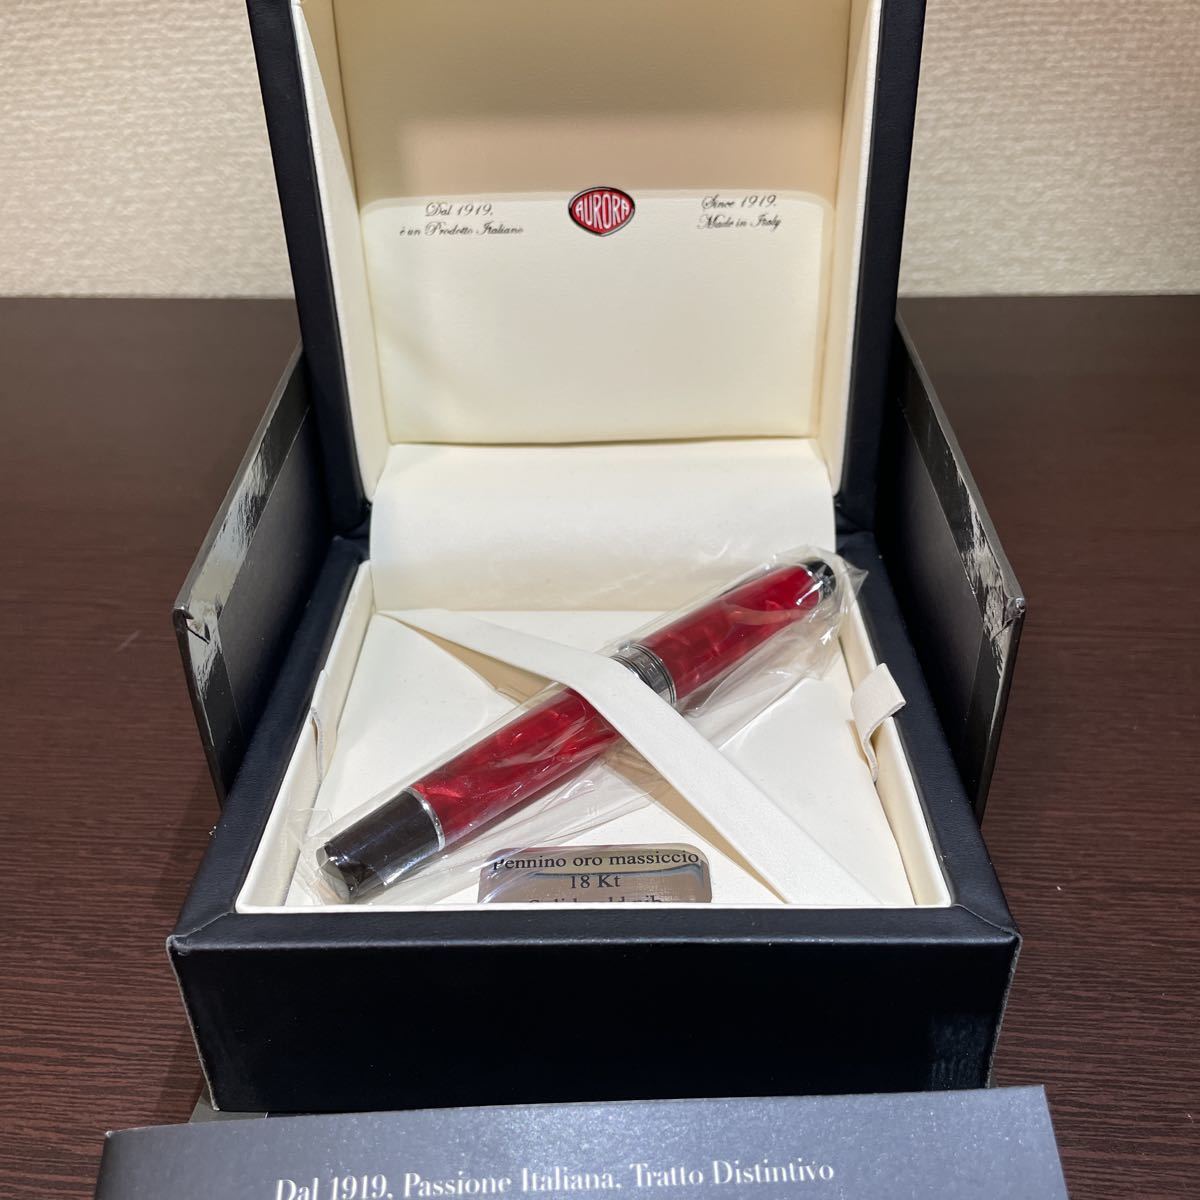 Dal 1919,
è un Prodotto Italiano
AURORA
Since 1919.
Made in Italy
Pennino oro massiccio
18 Kt
Dal 1919, Passione Italiana, Tratto Distintivo